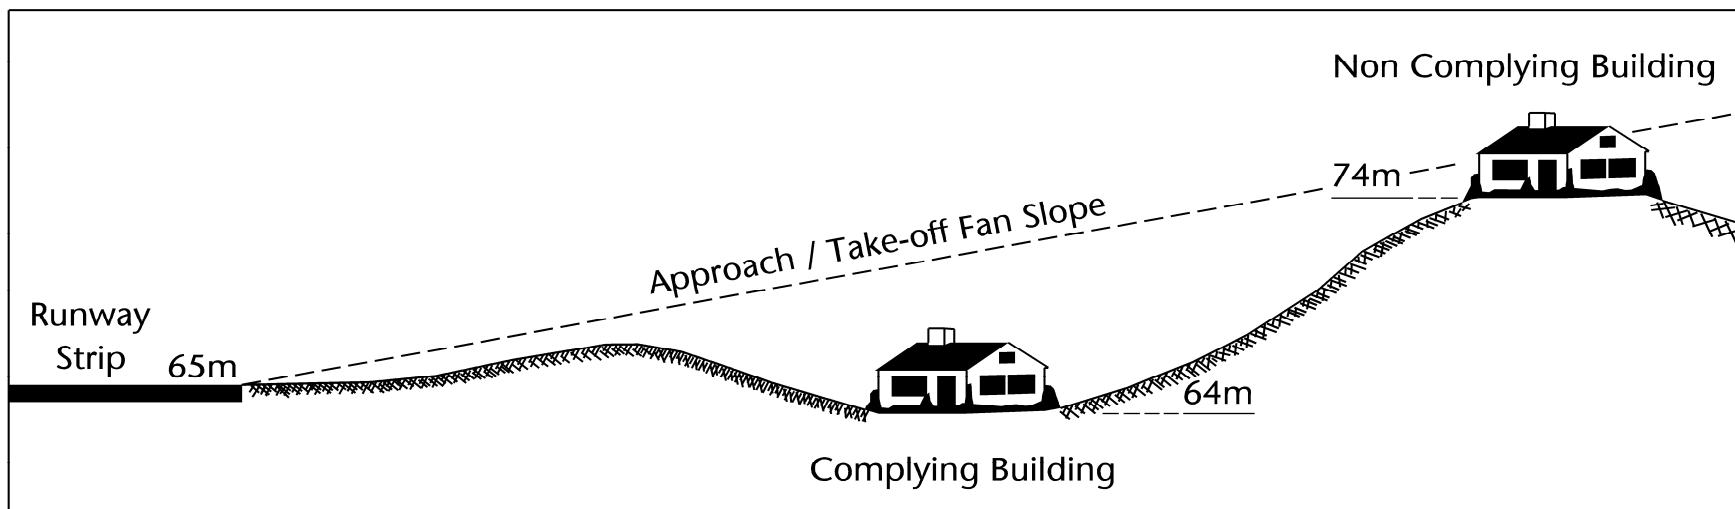 Non Complying Building
74m
Approach / Take-off Fan Slope
Runway
Strip
65m
64m
Complying Building